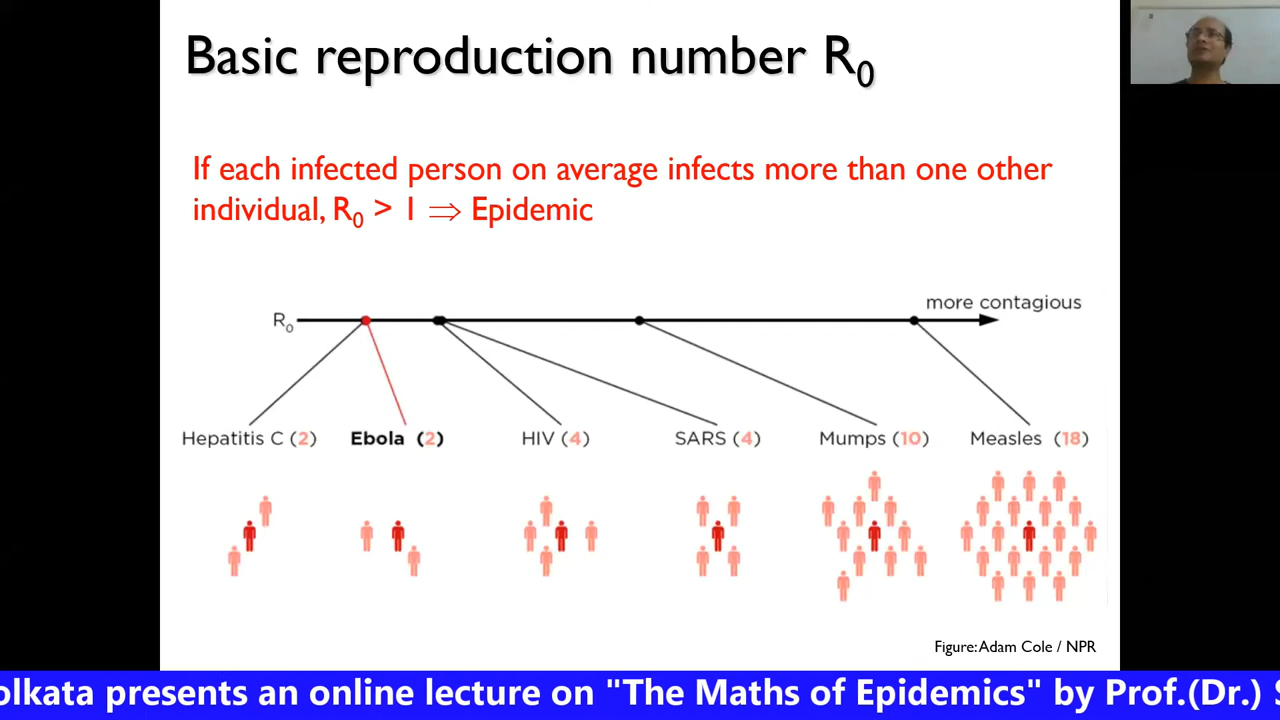 Basic reproduction number R₀
If each infected person on average infects more than one other
individual, R₀ > 1 ⇒ Epidemic
more contagious
R₀
Hepatitis C (2) Ebola (2) HIV (4) SARS (4) Mumps (10) Measles (18)
Figure: Adam Cole / NPR
olkata presents an online lecture on "The Maths of Epidemics" by Prof.(Dr.) S